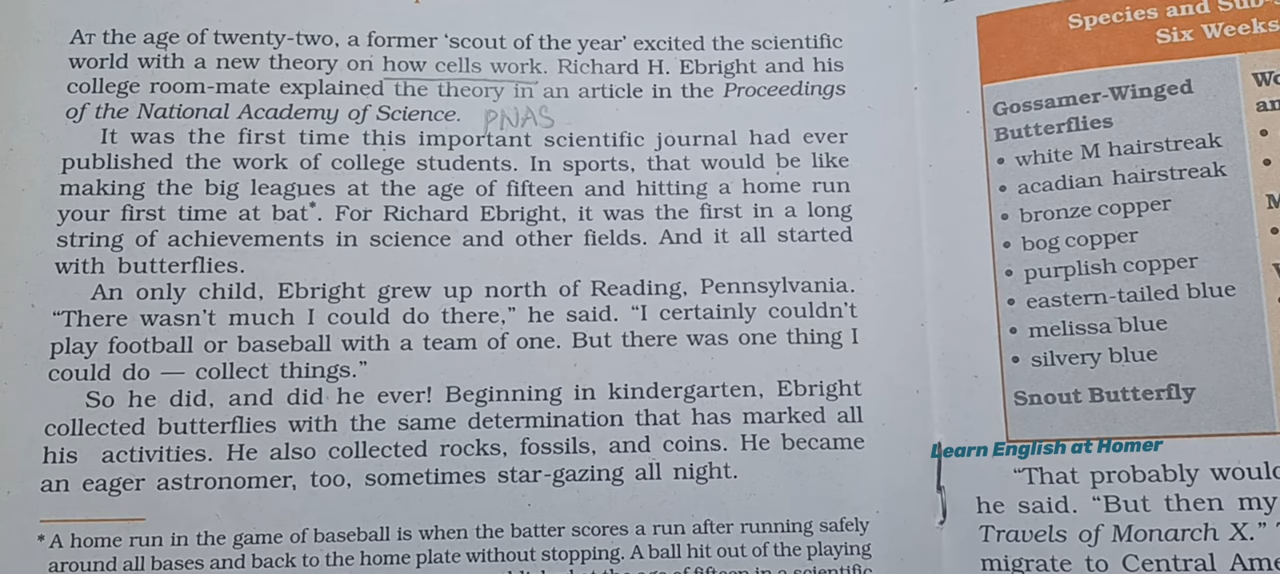 AT the age of twenty-two, a former ‘scout of the year’ excited the scientific
world with a new theory on how cells work. Richard H. Ebright and his
college room-mate explained the theory in an article in the Proceedings
of the National Academy of Science. PNAS
It was the first time this important scientific journal had ever
published the work of college students. In sports, that would be like
making the big leagues at the age of fifteen and hitting a home run
your first time at bat*. For Richard Ebright, it was the first in a long
string of achievements in science and other fields. And it all started
with butterflies.
An only child, Ebright grew up north of Reading, Pennsylvania.
“There wasn’t much I could do there,” he said. “I certainly couldn’t
play football or baseball with a team of one. But there was one thing I
could do — collect things.”
So he did, and did he ever! Beginning in kindergarten, Ebright
collected butterflies with the same determination that has marked all
his activities. He also collected rocks, fossils, and coins. He became
an eager astronomer, too, sometimes star-gazing all night.
*A home run in the game of baseball is when the batter scores a run after running safely
around all bases and back to the home plate without stopping. A ball hit out of the playing
Species and
Six Weeks
Gossamer-Winged
Butterflies
• white M hairstreak
• acadian hairstreak
• bronze copper
• bog copper
• purplish copper
• eastern-tailed blue
• melissa blue
• silvery blue
Snout Butterfly
Learn English at Homer
“That probably would
he said. “But then my
Travels of Monarch X.”
migrate to Central Ame